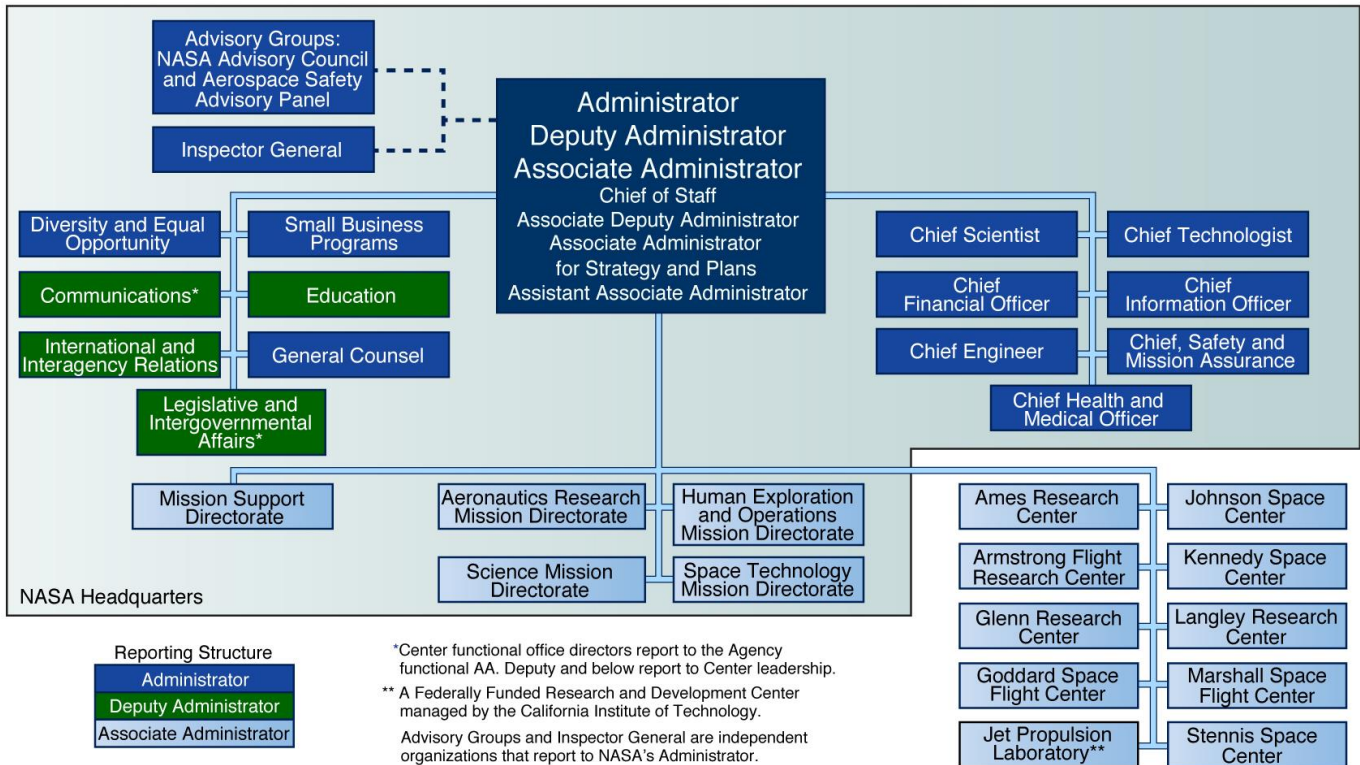 Advisory Groups:
NASA Advisory Council
and Aerospace Safety
Advisory Panel
Inspector General
Administrator
Deputy Administrator
Associate Administrator
Chief of Staff
Associate Deputy Administrator
Associate Administrator
for Strategy and Plans
Assistant Associate Administrator
Diversity and Equal
Opportunity
Small Business
Programs
Communications*
Education
International and
Interagency Relations
General Counsel
Legislative and
Intergovernmental
Affairs*
Chief Scientist
Chief Technologist
Chief
Financial Officer
Chief
Information Officer
Chief Engineer
Chief, Safety and
Mission Assurance
Chief Health and
Medical Officer
Mission Support
Directorate
Aeronautics Research
Mission Directorate
Human Exploration
and Operations
Mission Directorate
Science Mission
Directorate
Space Technology
Mission Directorate
NASA Headquarters
Ames Research
Center
Johnson Space
Center
Armstrong Flight
Research Center
Kennedy Space
Center
Glenn Research
Center
Langley Research
Center
Goddard Space
Flight Center
Marshall Space
Flight Center
Jet Propulsion
Laboratory**
Stennis Space
Center
Reporting Structure
Administrator
Deputy Administrator
Associate Administrator
*Center functional office directors report to the Agency
functional AA. Deputy and below report to Center leadership.
** A Federally Funded Research and Development Center
managed by the California Institute of Technology.
Advisory Groups and Inspector General are independent
organizations that report to NASA's Administrator.